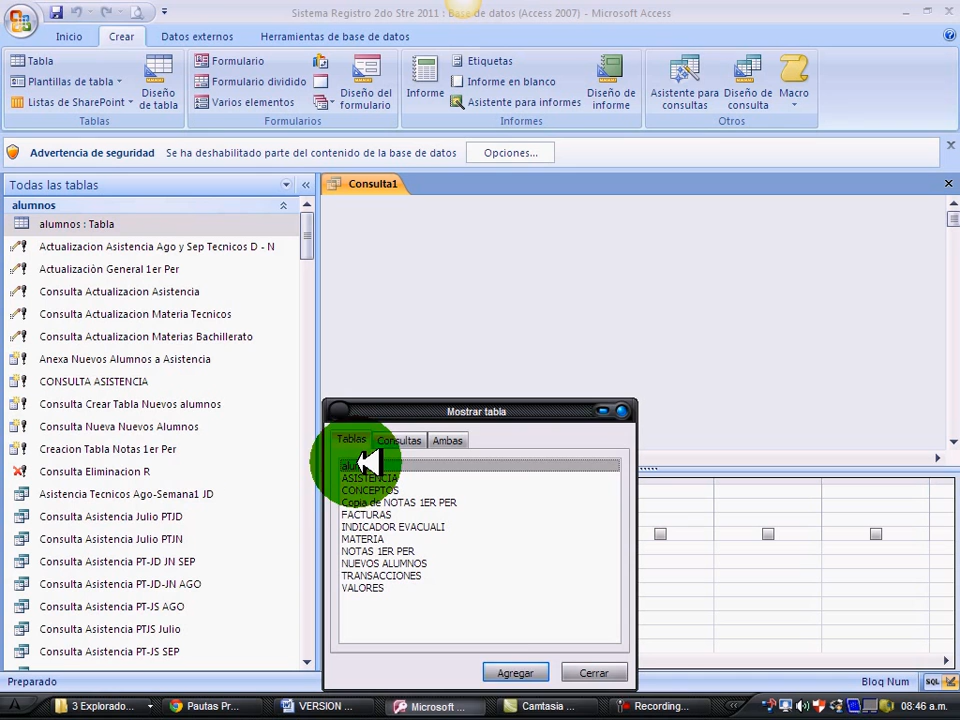 Sistema Registro 2do Stre 2011 : Base de datos (Access 2007) - Microsoft Access
Inicio Crear Datos externos Herramientas de base de datos
Tabla
Plantillas de tabla
Listas de SharePoint
Diseño de tabla
Tablas
Formulario
Formulario dividido
Varios elementos
Diseño del formulario
Formularios
Informe
Etiquetas
Informe en blanco
Asistente para informes
Diseño de informe
Informes
Asistente para consultas
Diseño de consulta
Macro
Otros
Advertencia de seguridad Se ha deshabilitado parte del contenido de la base de datos Opciones...
Todas las tablas
alumnos
alumnos : Tabla
Actualizacion Asistencia Ago y Sep Tecnicos D - N
Actualizaciòn General 1er Per
Consulta Actualizacion Asistencia
Consulta Actualizacion Materia Tecnicos
Consulta Actualizacion Materias Bachillerato
Anexa Nuevos Alumnos a Asistencia
CONSULTA ASISTENCIA
Consulta Crear Tabla Nuevos alumnos
Consulta Nueva Nuevos Alumnos
Creacion Tabla Notas 1er Per
Consulta Eliminacion R
Asistencia Tecnicos Ago-Semana1 JD
Consulta Asistencia Julio PTJD
Consulta Asistencia Julio PTJN
Consulta Asistencia PT-JD JN SEP
Consulta Asistencia PT-JD-JN AGO
Consulta Asistencia PT-JS AGO
Consulta Asistencia PTJS Julio
Consulta Asistencia PT-JS SEP
Consulta1
Mostrar tabla
Tablas Consultas Ambas
ASISTENCIA
CONCEPTOS
Copia de NOTAS 1ER PER
FACTURAS
INDICADOR EVACUALI
MATERIA
NOTAS 1ER PER
NUEVOS ALUMNOS
TRANSACCIONES
VALORES
Agregar Cerrar
Preparado Bloq Num SQL
3 Explorado... Pautas Pr... VERSION ... Microsoft ... Camtasia ... Recording... 08:46 a.m.